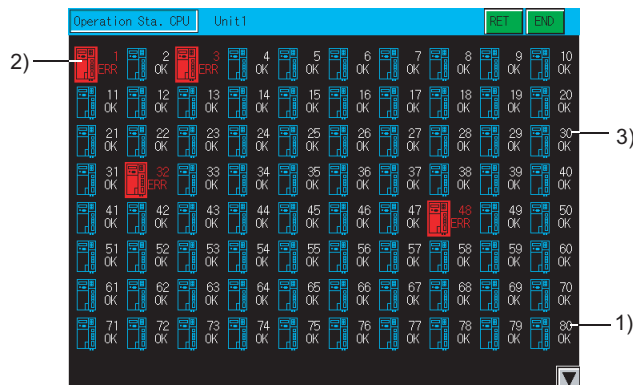 Operation Sta. CPU Unit1 RET END
2) 1 2 3 4 5 6 7 8 9 10
ERR OK ERR OK OK OK OK OK OK OK
11 12 13 14 15 16 17 18 19 20
OK OK OK OK OK OK OK OK OK OK
21 22 23 24 25 26 27 28 29 30 3)
OK OK OK OK OK OK OK OK OK OK
31 32 33 34 35 36 37 38 39 40
OK ERR OK OK OK OK OK OK OK OK
41 42 43 44 45 46 47 48 49 50
OK OK OK OK OK OK OK ERR OK OK
51 52 53 54 55 56 57 58 59 60
OK OK OK OK OK OK OK OK OK OK
61 62 63 64 65 66 67 68 69 70
OK OK OK OK OK OK OK OK OK OK
71 72 73 74 75 76 77 78 79 80 1)
OK OK OK OK OK OK OK OK OK OK